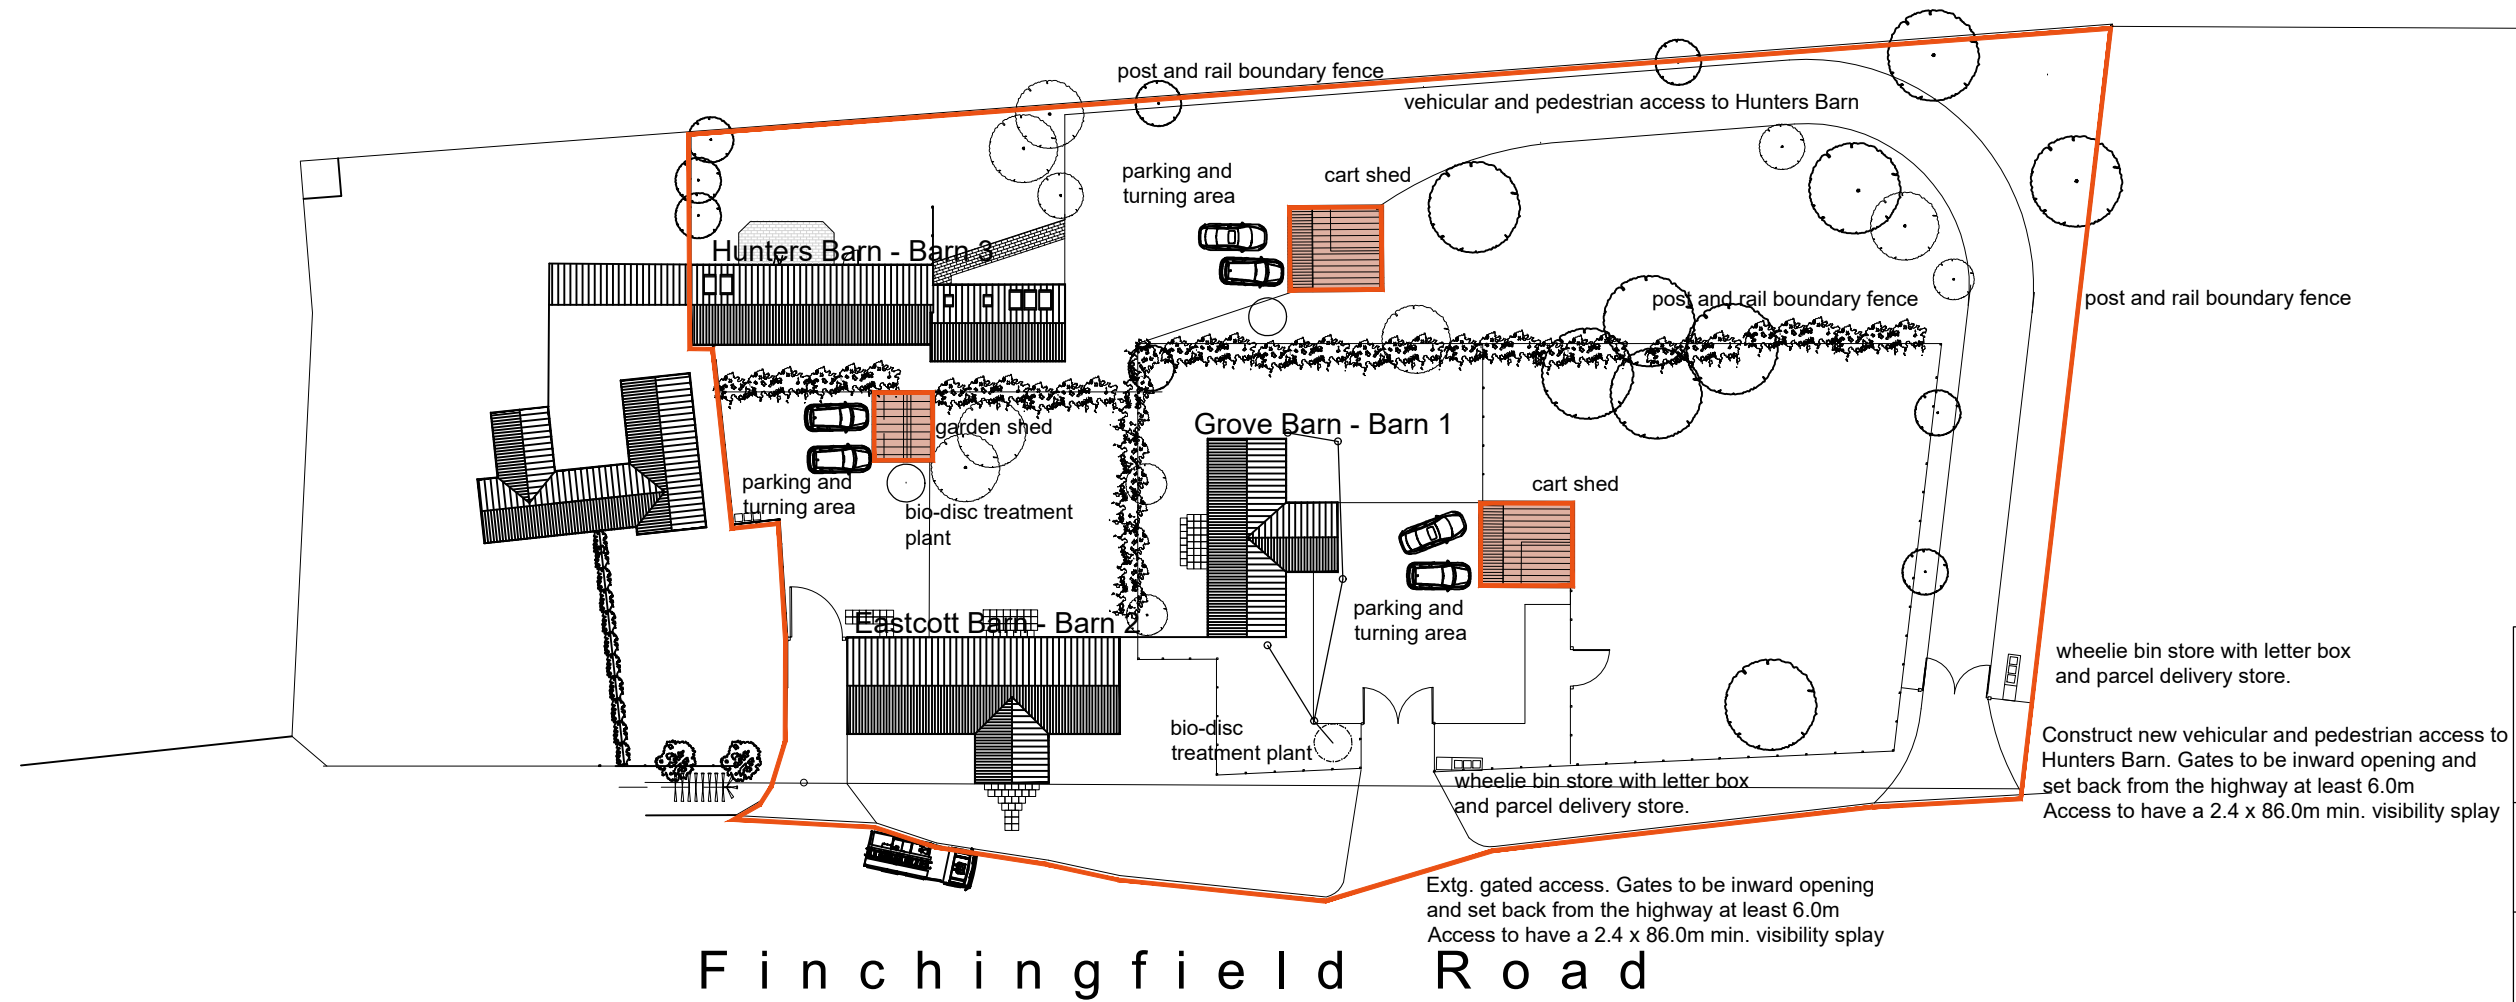 post and rail boundary fence
vehicular and pedestrian access to Hunters Barn
parking and
turning area
cart shed
Hunters Barn - Barn 3
post and rail boundary fence
post and rail boundary fence
garden shed
Grove Barn - Barn 1
parking and
turning area
bio-disc treatment
plant
cart shed
parking and
turning area
Eastcott Barn - Barn 2
wheelie bin store with letter box
and parcel delivery store.
bio-disc
treatment plant
Construct new vehicular and pedestrian access to
Hunters Barn. Gates to be inward opening and
set back from the highway at least 6.0m
Access to have a 2.4 x 86.0m min. visibility splay
wheelie bin store with letter box
and parcel delivery store.
Extg. gated access. Gates to be inward opening
and set back from the highway at least 6.0m
Access to have a 2.4 x 86.0m min. visibility splay
Finchingfield Road